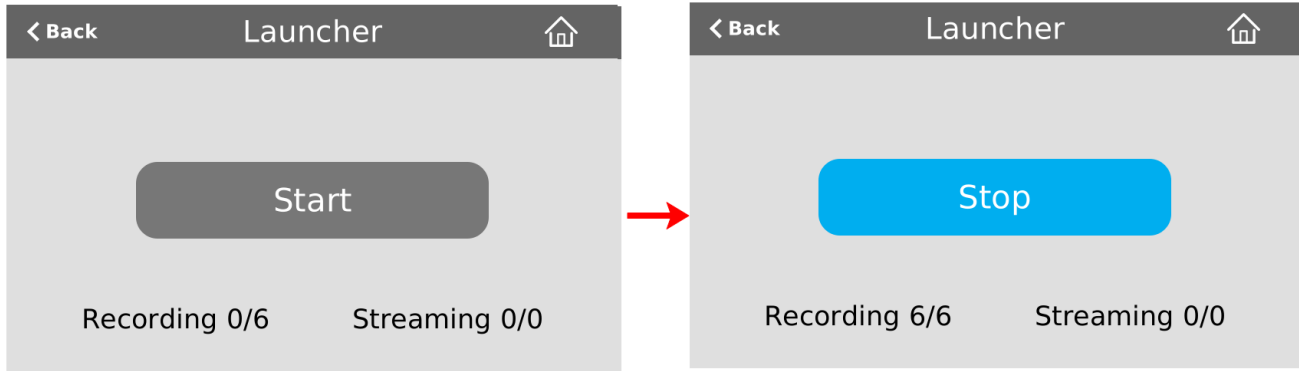 Back Launcher
Start
Recording 0/6 Streaming 0/0
Back Launcher
Stop
Recording 6/6 Streaming 0/0